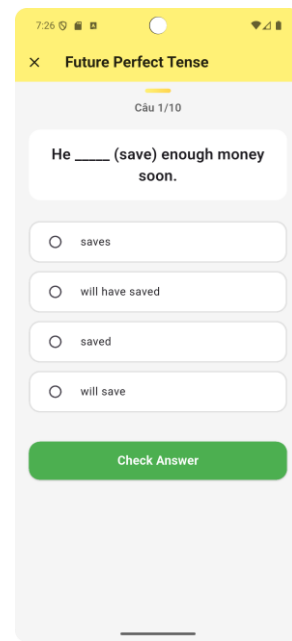 7:26
× Future Perfect Tense
Câu 1/10
He _____ (save) enough money
soon.
saves
will have saved
saved
will save
Check Answer